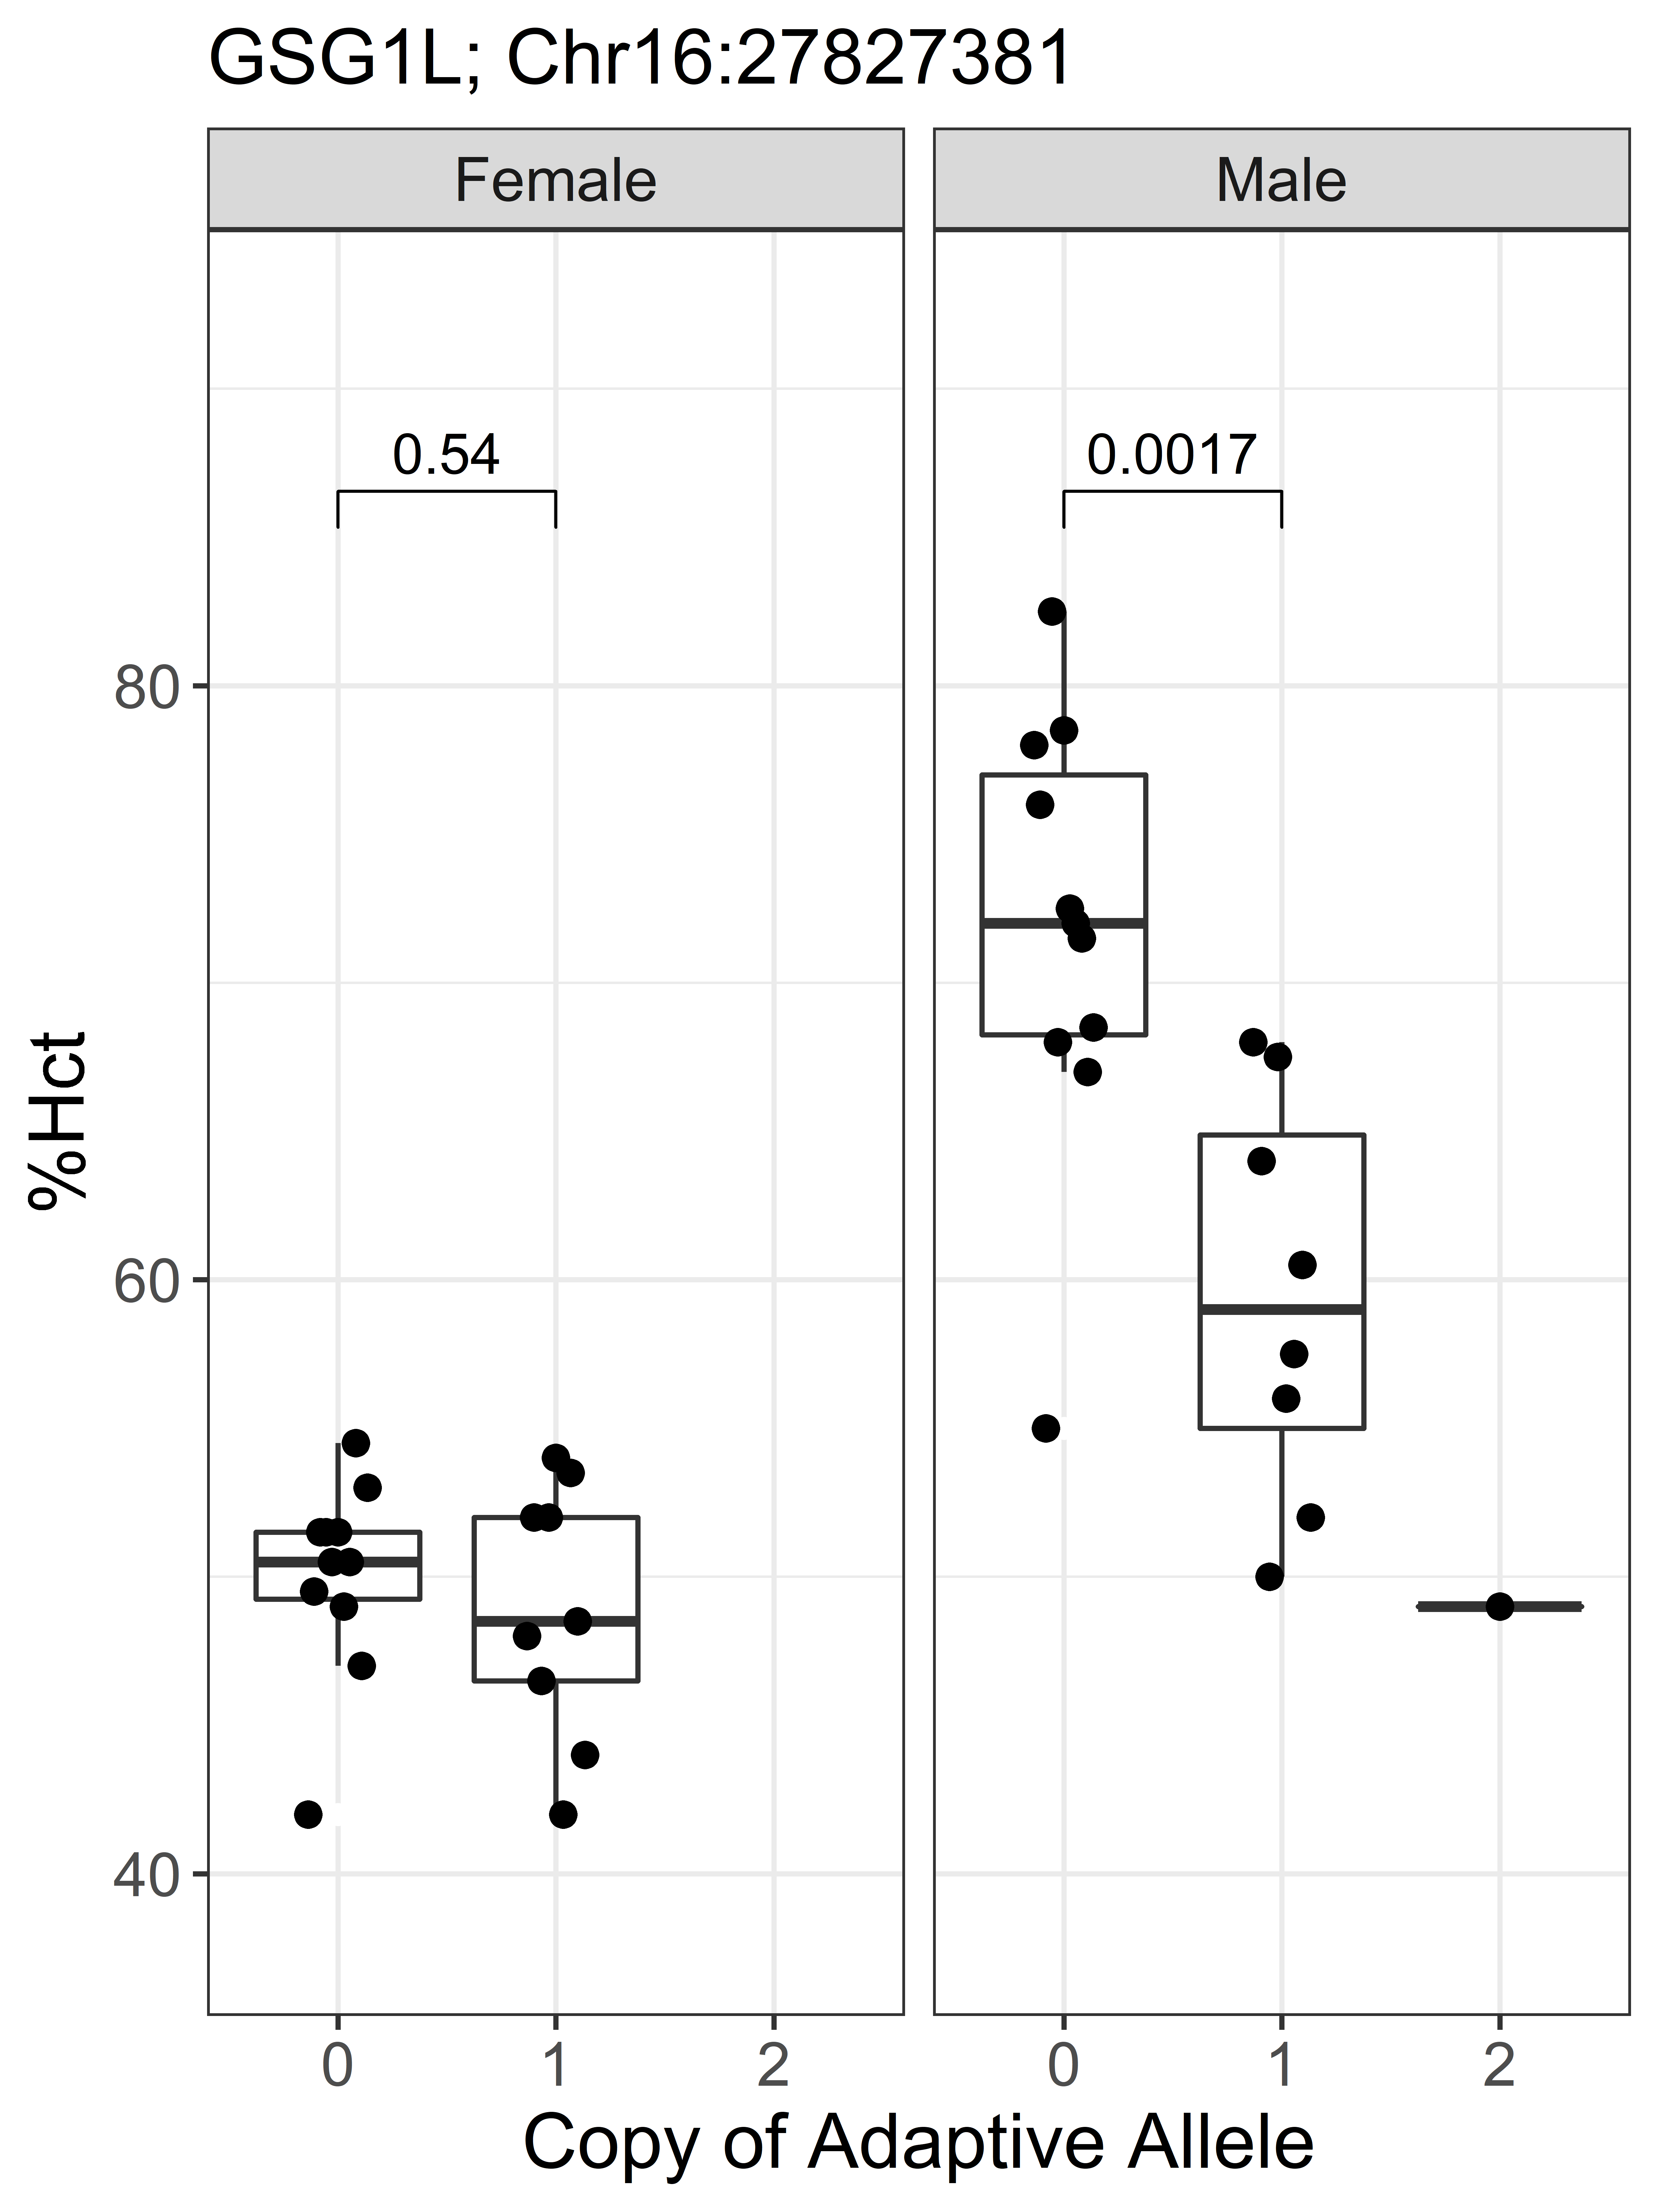 GSG1L; Chr16:27827381
Female
Male
0.54
0.0017
80
60
40
%Hct
0 1 2
0 1 2
Copy of Adaptive Allele